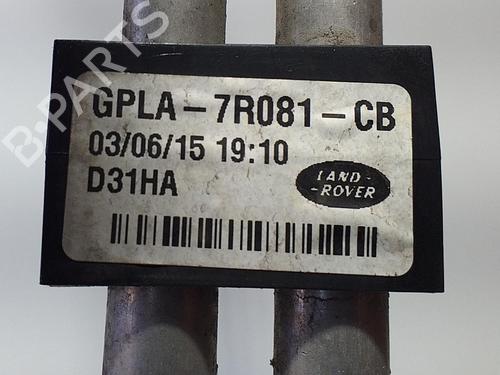 GPLA-7R081-CB
03/06/15 19:10
D31HA
LAND-
-ROVER
B-PARTS